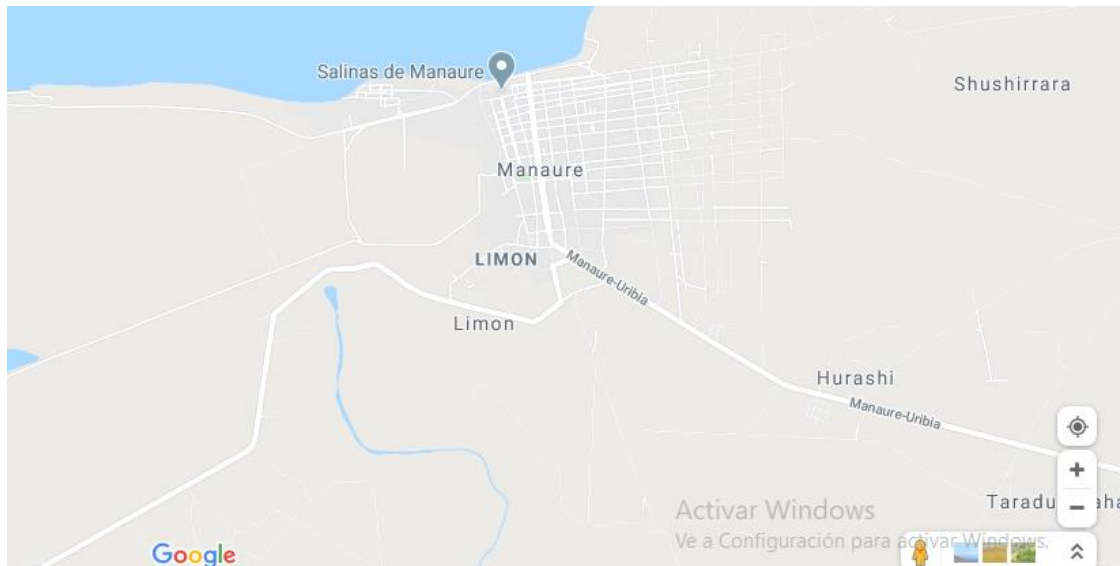 Salinas de Manaure
Shushirrara
Manaure
LIMON
Manaure-Uribia
Limon
Hurashi
Manaure-Uribia
Activar Windows
Ve a Configuración para activar Windows.
Google